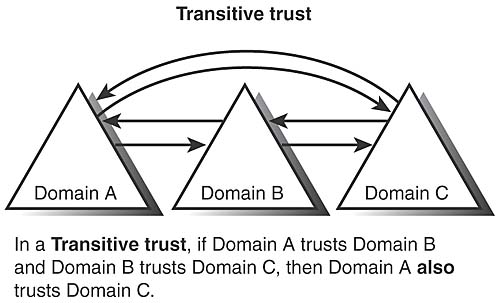 Transitive trust
Domain A
Domain B
Domain C
In a Transitive trust, if Domain A trusts Domain B
and Domain B trusts Domain C, then Domain A also
trusts Domain C.